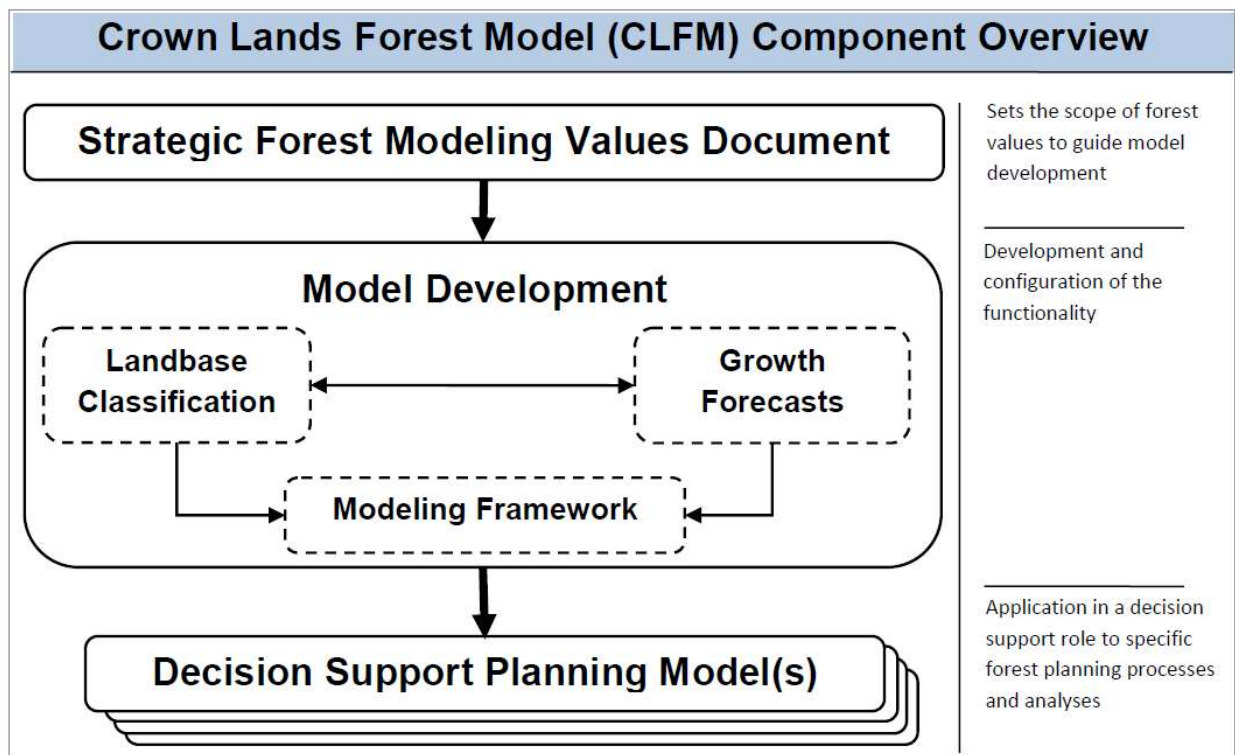 Crown Lands Forest Model (CLFM) Component Overview
Strategic Forest Modeling Values Document
Sets the scope of forest
values to guide model
development
Model Development
Development and
configuration of the
functionality
Landbase
Classification
Growth
Forecasts
Modeling Framework
Decision Support Planning Model(s)
Application in a decision
support role to specific
forest planning processes
and analyses